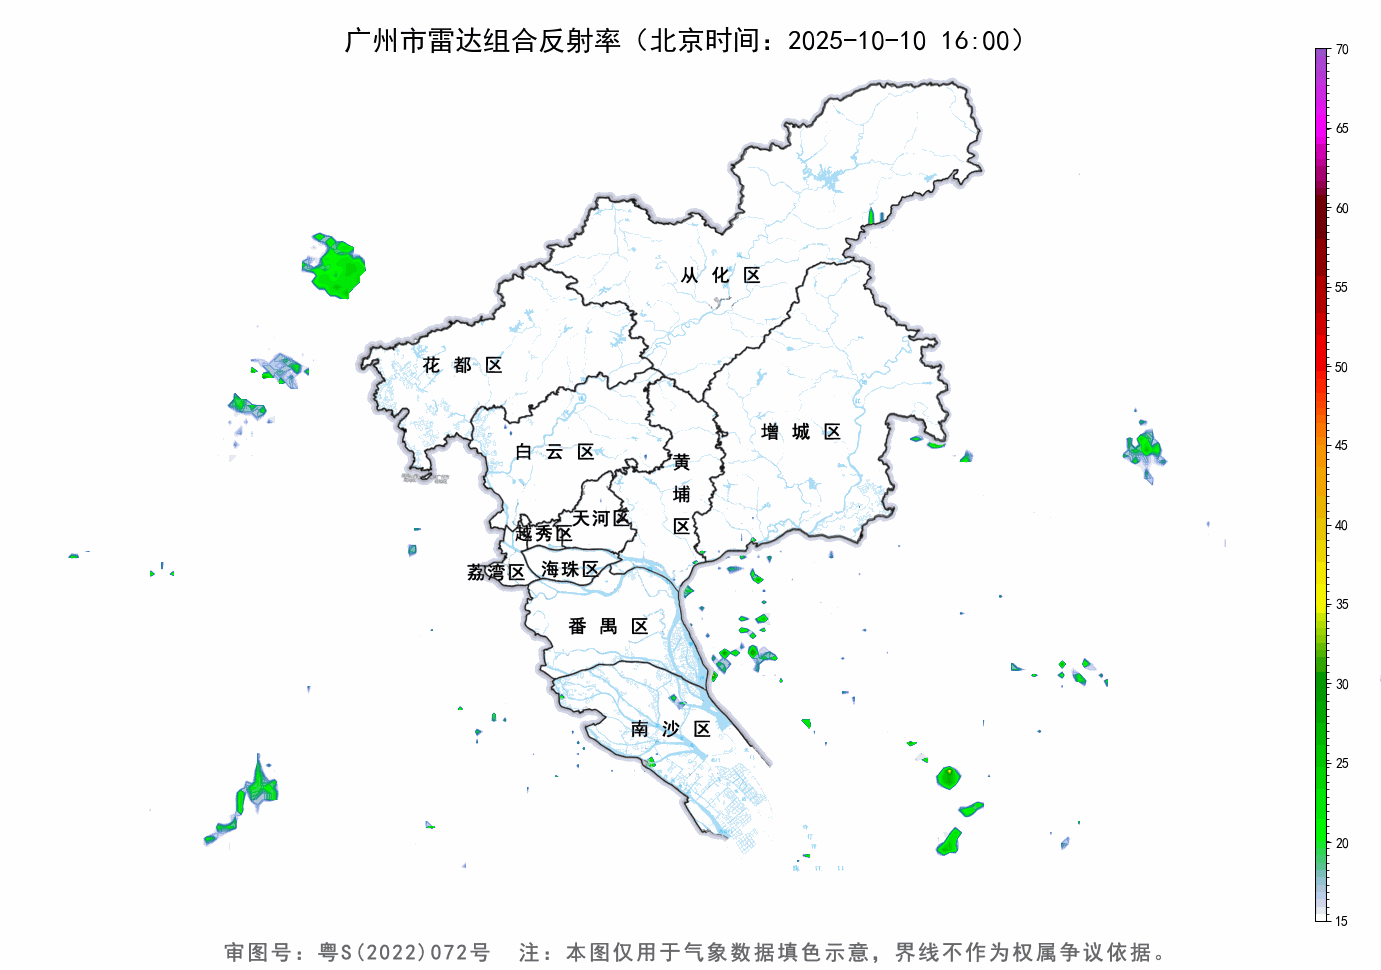 广州市雷达组合反射率（北京时间：2025-10-10 16:00）
70
65
60
55
50
45
40
35
30
25
20
15
从化区
花都区
增城区
白云区
黄埔区
天河区
越秀区
荔湾区
海珠区
番禺区
南沙区
审图号：粤S(2022)072号 注：本图仅用于气象数据填色示意，界线不作为权属争议依据。